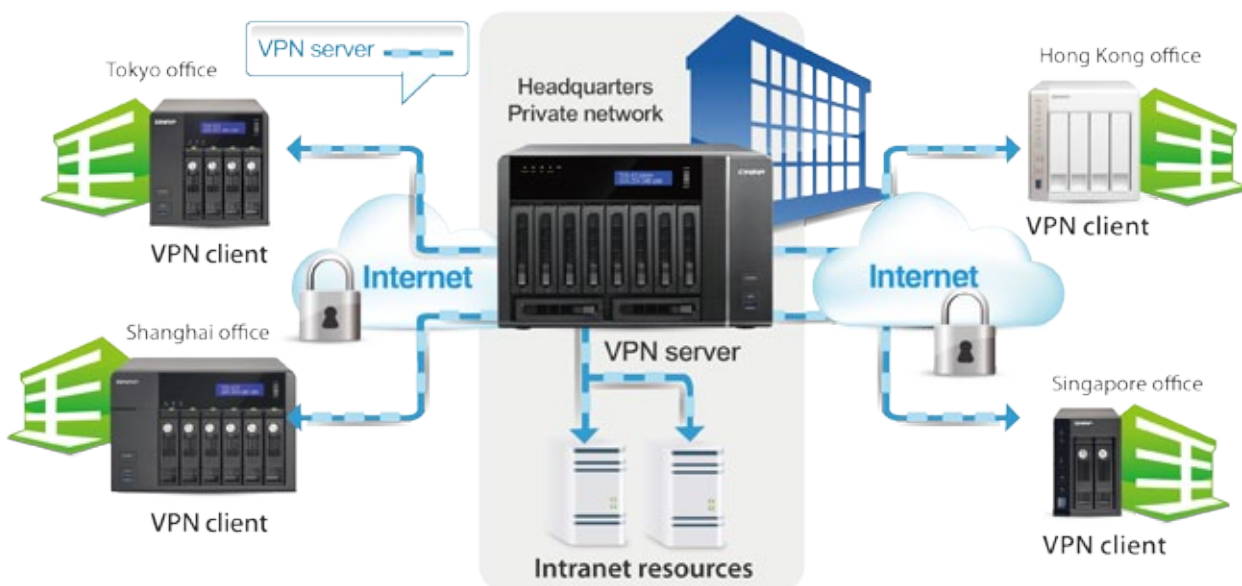 VPN server
Tokyo office
VPN client
Headquarters
Private network
Hong Kong office
VPN client
Internet
Internet
Shanghai office
VPN client
VPN server
Singapore office
VPN client
Intranet resources